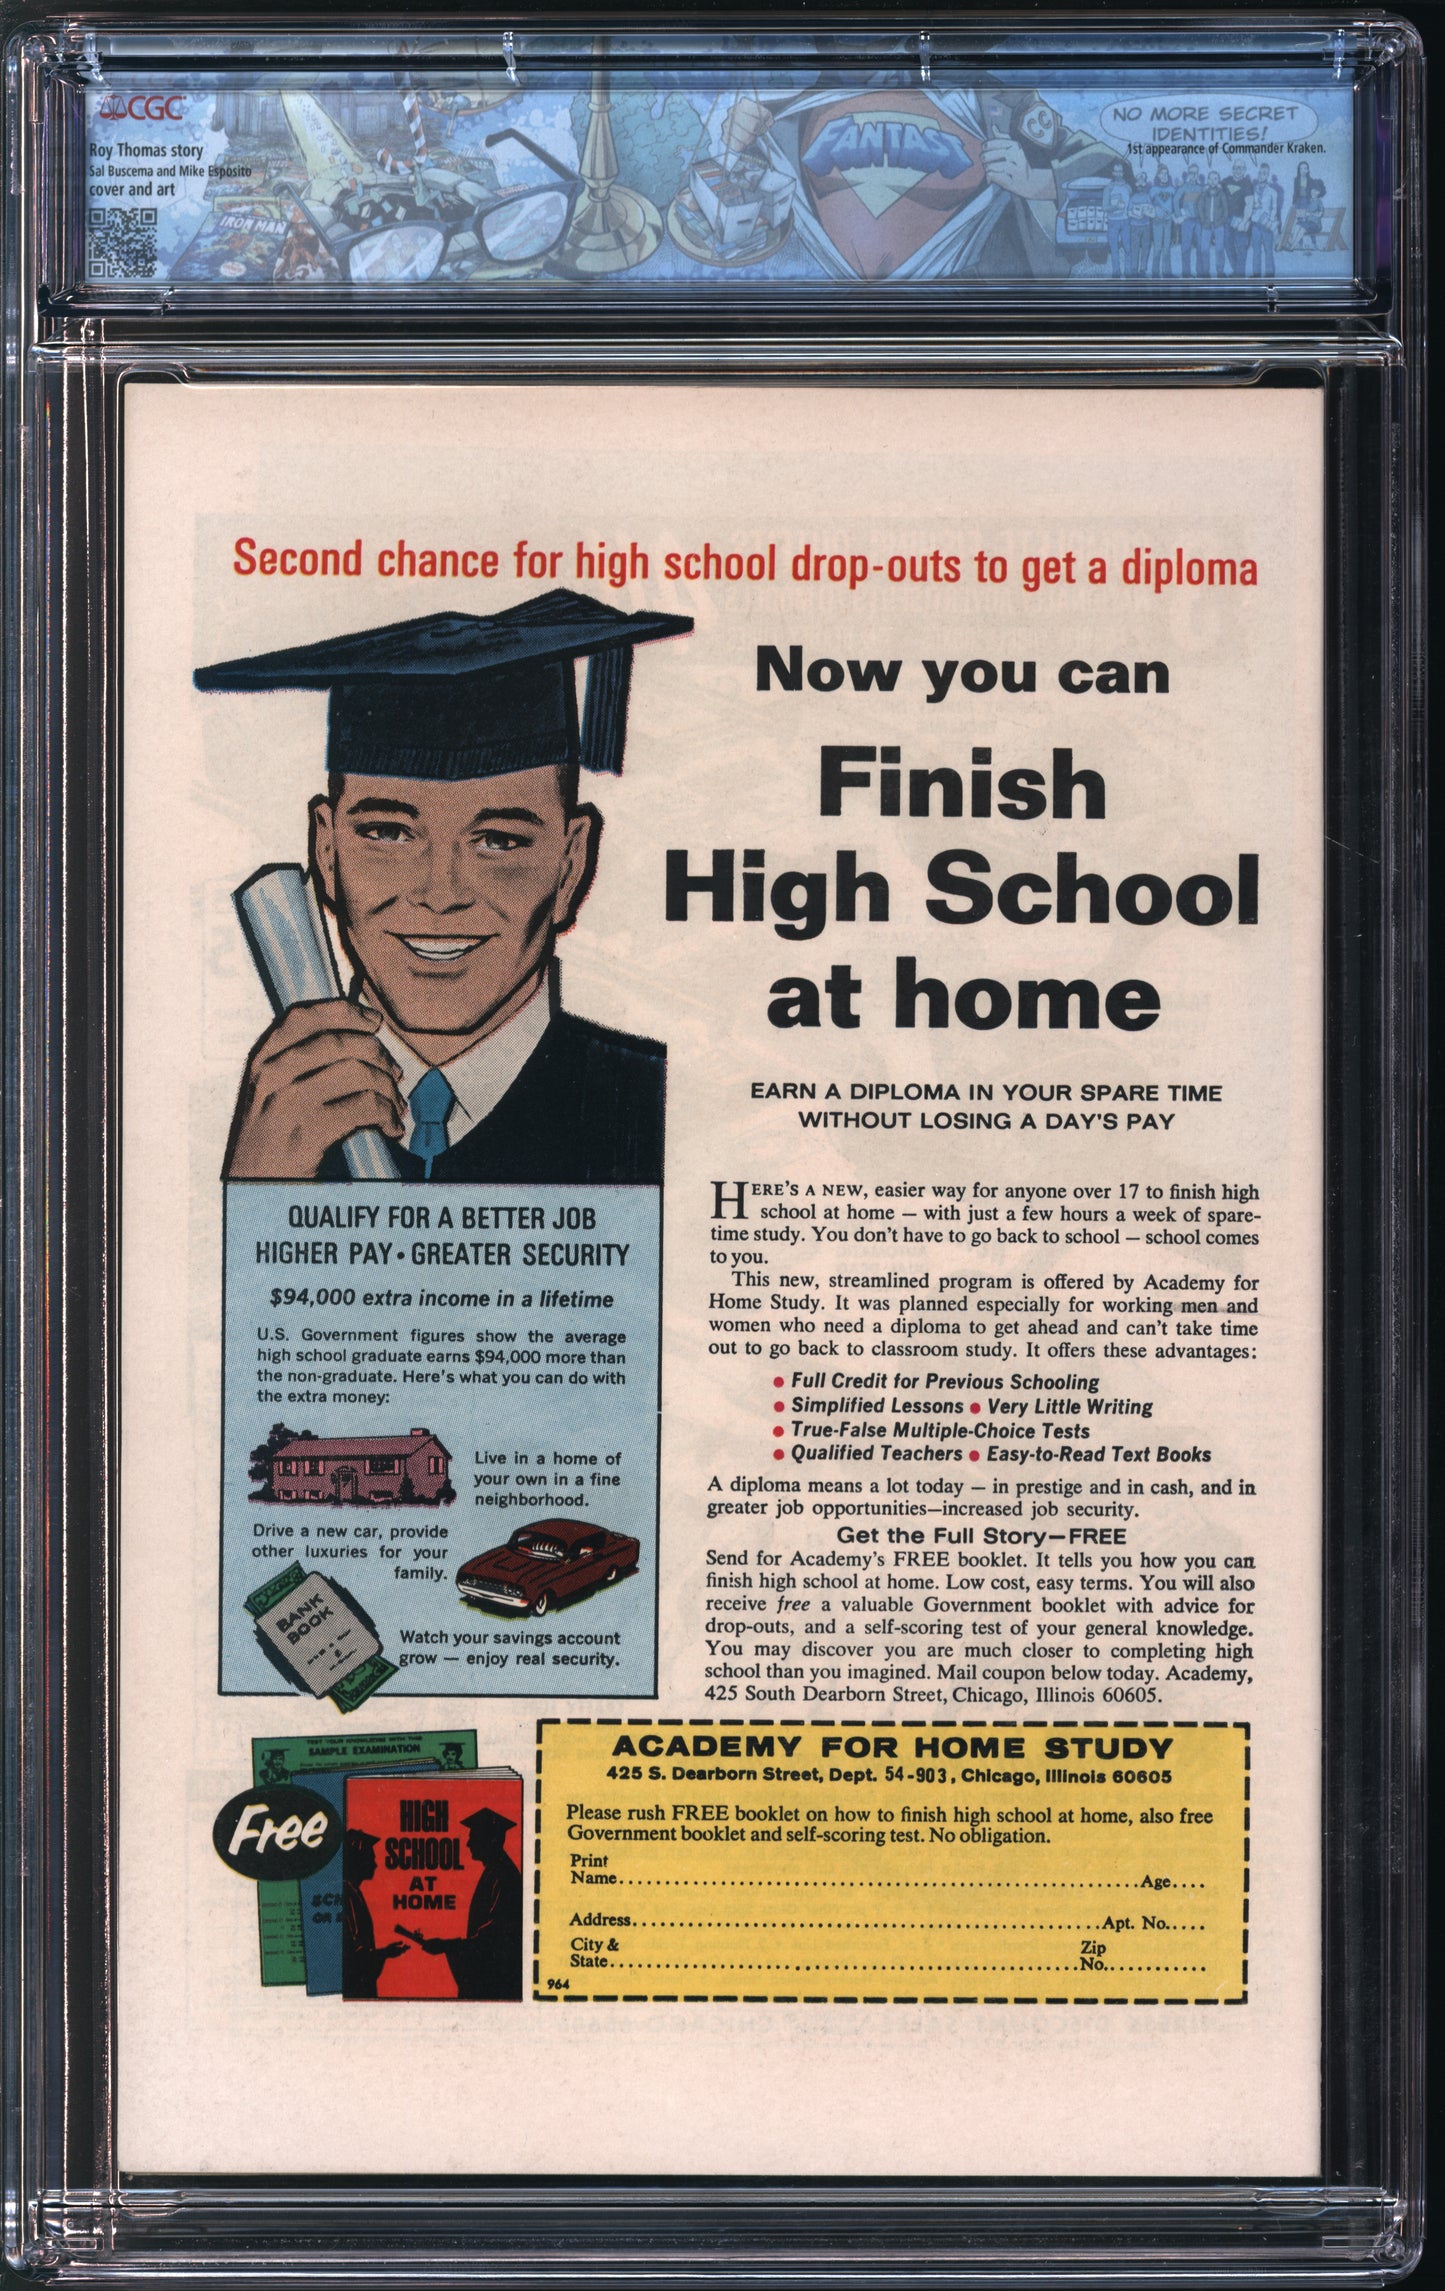 CGC
Roy Thomas story
Sal Buscema and Mike Esposito
cover and art
IRON MAN
FANTAST
CC
NO MORE SECRET
IDENTITIES!
1st appearance of Commander Kraken.
Second chance for high school drop-outs to get a diploma
Now you can
Finish
High School
at home
EARN A DIPLOMA IN YOUR SPARE TIME
WITHOUT LOSING A DAY'S PAY
HERE'S A NEW, easier way for anyone over 17 to finish high
school at home — with just a few hours a week of spare-
time study. You don't have to go back to school — school comes
to you.
This new, streamlined program is offered by Academy for
Home Study. It was planned especially for working men and
women who need a diploma to get ahead and can't take time
out to go back to classroom study. It offers these advantages:
● Full Credit for Previous Schooling
● Simplified Lessons ● Very Little Writing
● True-False Multiple-Choice Tests
● Qualified Teachers ● Easy-to-Read Text Books
A diploma means a lot today — in prestige and in cash, and in
greater job opportunities—increased job security.
Get the Full Story—FREE
Send for Academy's FREE booklet. It tells you how you can
finish high school at home. Low cost, easy terms. You will also
receive free a valuable Government booklet with advice for
drop-outs, and a self-scoring test of your general knowledge.
You may discover you are much closer to completing high
school than you imagined. Mail coupon below today. Academy,
425 South Dearborn Street, Chicago, Illinois 60605.
QUALIFY FOR A BETTER JOB
HIGHER PAY • GREATER SECURITY
$94,000 extra income in a lifetime
U.S. Government figures show the average
high school graduate earns $94,000 more than
the non-graduate. Here's what you can do with
the extra money:
Live in a home of
your own in a fine
neighborhood.
Drive a new car, provide
other luxuries for your
family.
BANK
BOOK
Watch your savings account
grow — enjoy real security.
TEST YOUR KNOWLEDGE WITH THIS
SAMPLE EXAMINATION
Free
HIGH
SCHOOL
AT
HOME
SCH
OR
ACADEMY FOR HOME STUDY
425 S. Dearborn Street, Dept. 54-903, Chicago, Illinois 60605
Please rush FREE booklet on how to finish high school at home, also free
Government booklet and self-scoring test. No obligation.
Print
Name.....Age....
Address.....Apt. No.....
City & Zip
State.....No.....
964